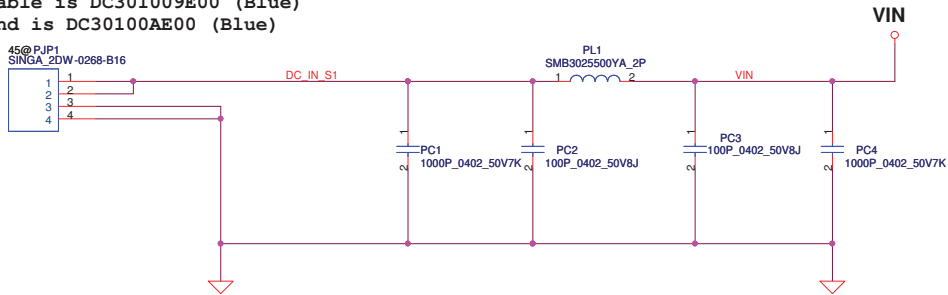 able is DC301009E00 (Blue)
nd is DC30100AE00 (Blue)
VIN
45@ PJP1
SINGA_2DW-0268-B16
1 1
2 2
3 3
4 4
DC_IN_S1
PL1
SMB3025500YA_2P
1 2
VIN
1
2
PC1
1000P_0402_50V7K
1
2
PC2
100P_0402_50V8J
1
2
PC3
100P_0402_50V8J
1
2
PC4
1000P_0402_50V7K